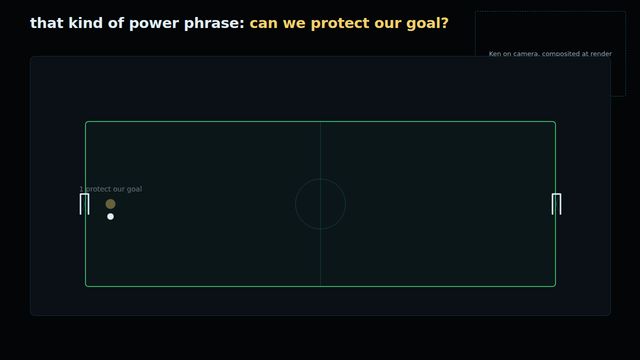 that kind of power phrase: can we protect our goal?
Ken on camera, composited at render
1 protect our goal